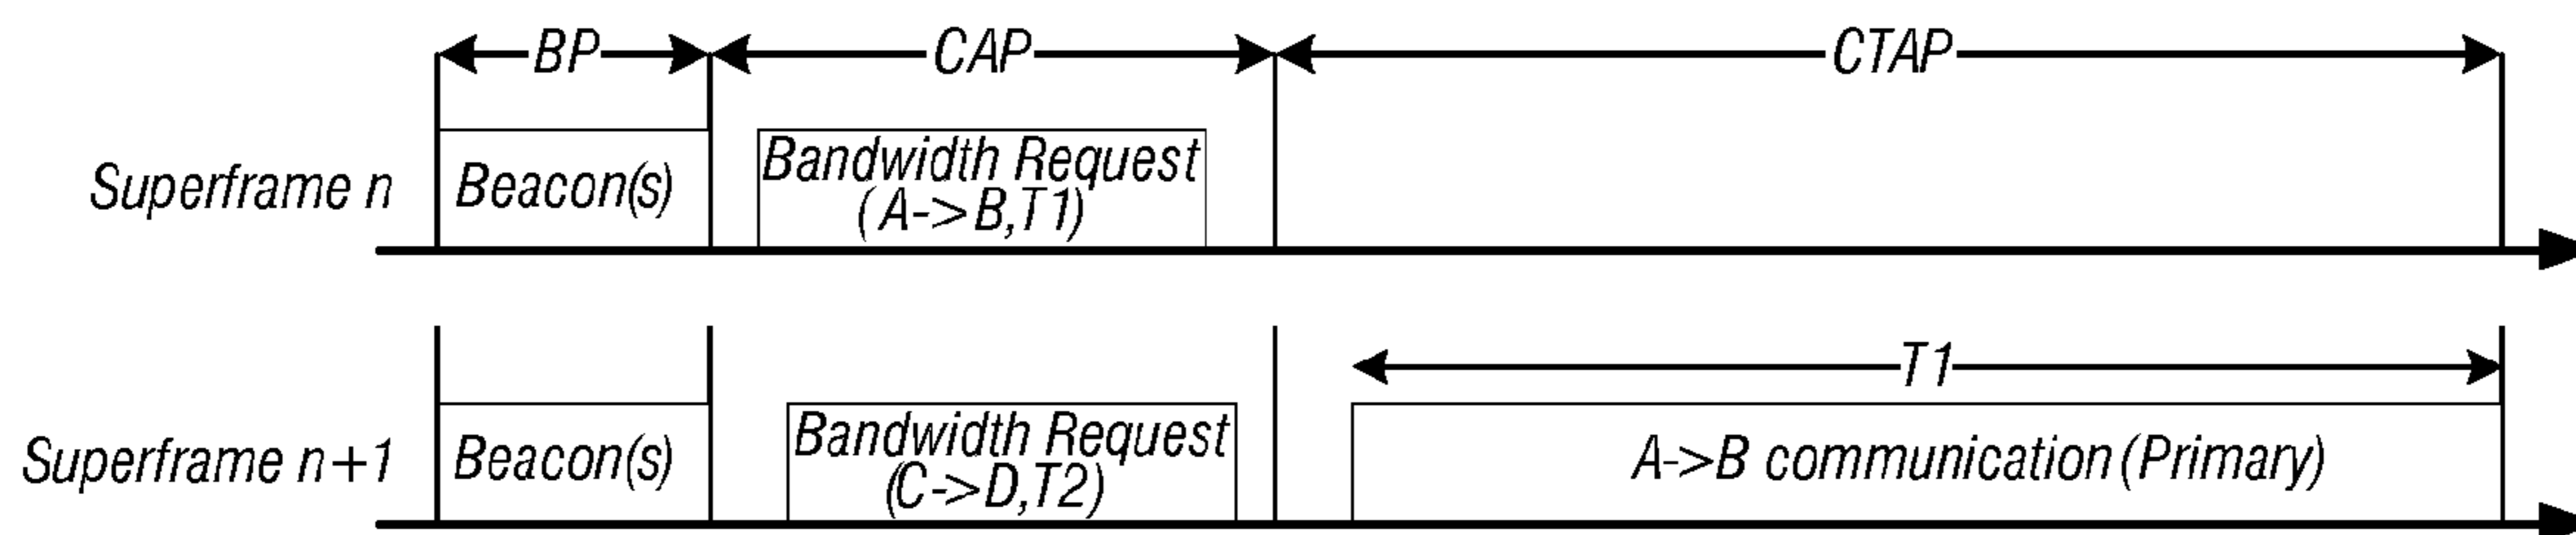 BP CAP CTAP
Superframe n
Beacon(s)
Bandwidth Request
(A->B,T1)
T1
Superframe n+1
Beacon(s)
Bandwidth Request
(C->D,T2)
A->B communication (Primary)